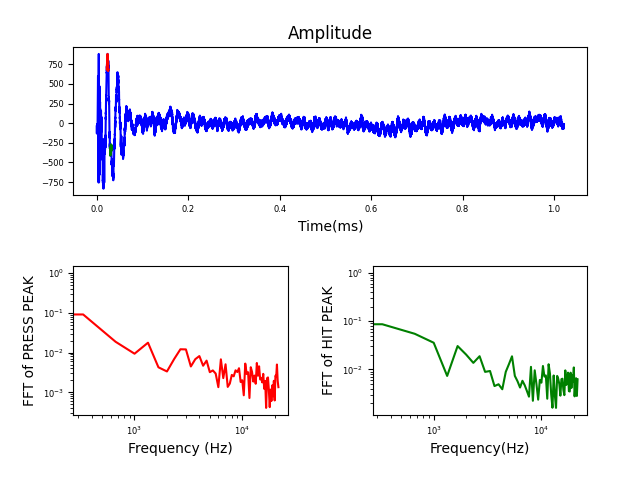 Amplitude
750
500
250
0
−250
−500
−750
0.0 0.2 0.4 0.6 0.8 1.0
Time(ms)
FFT of PRESS PEAK
10⁰
10⁻¹
10⁻²
10⁻³
10³ 10⁴
Frequency (Hz)
FFT of HIT PEAK
10⁰
10⁻¹
10⁻²
10³ 10⁴
Frequency(Hz)